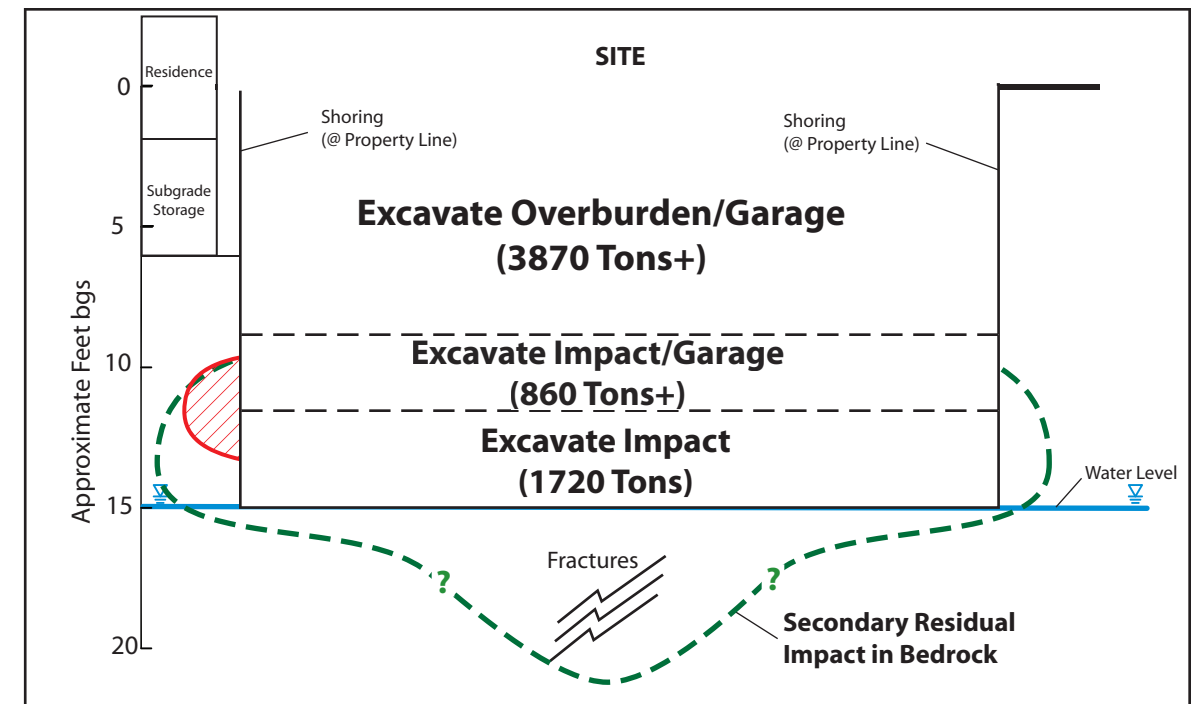 SITE
Residence
0
Shoring
(@ Property Line)
Shoring
(@ Property Line)
Subgrade
Storage
5
Excavate Overburden/Garage
(3870 Tons+)
Approximate Feet bgs
10
Excavate Impact/Garage
(860 Tons+)
Excavate Impact
(1720 Tons)
Water Level
15
Fractures
?
?
Secondary Residual
Impact in Bedrock
20